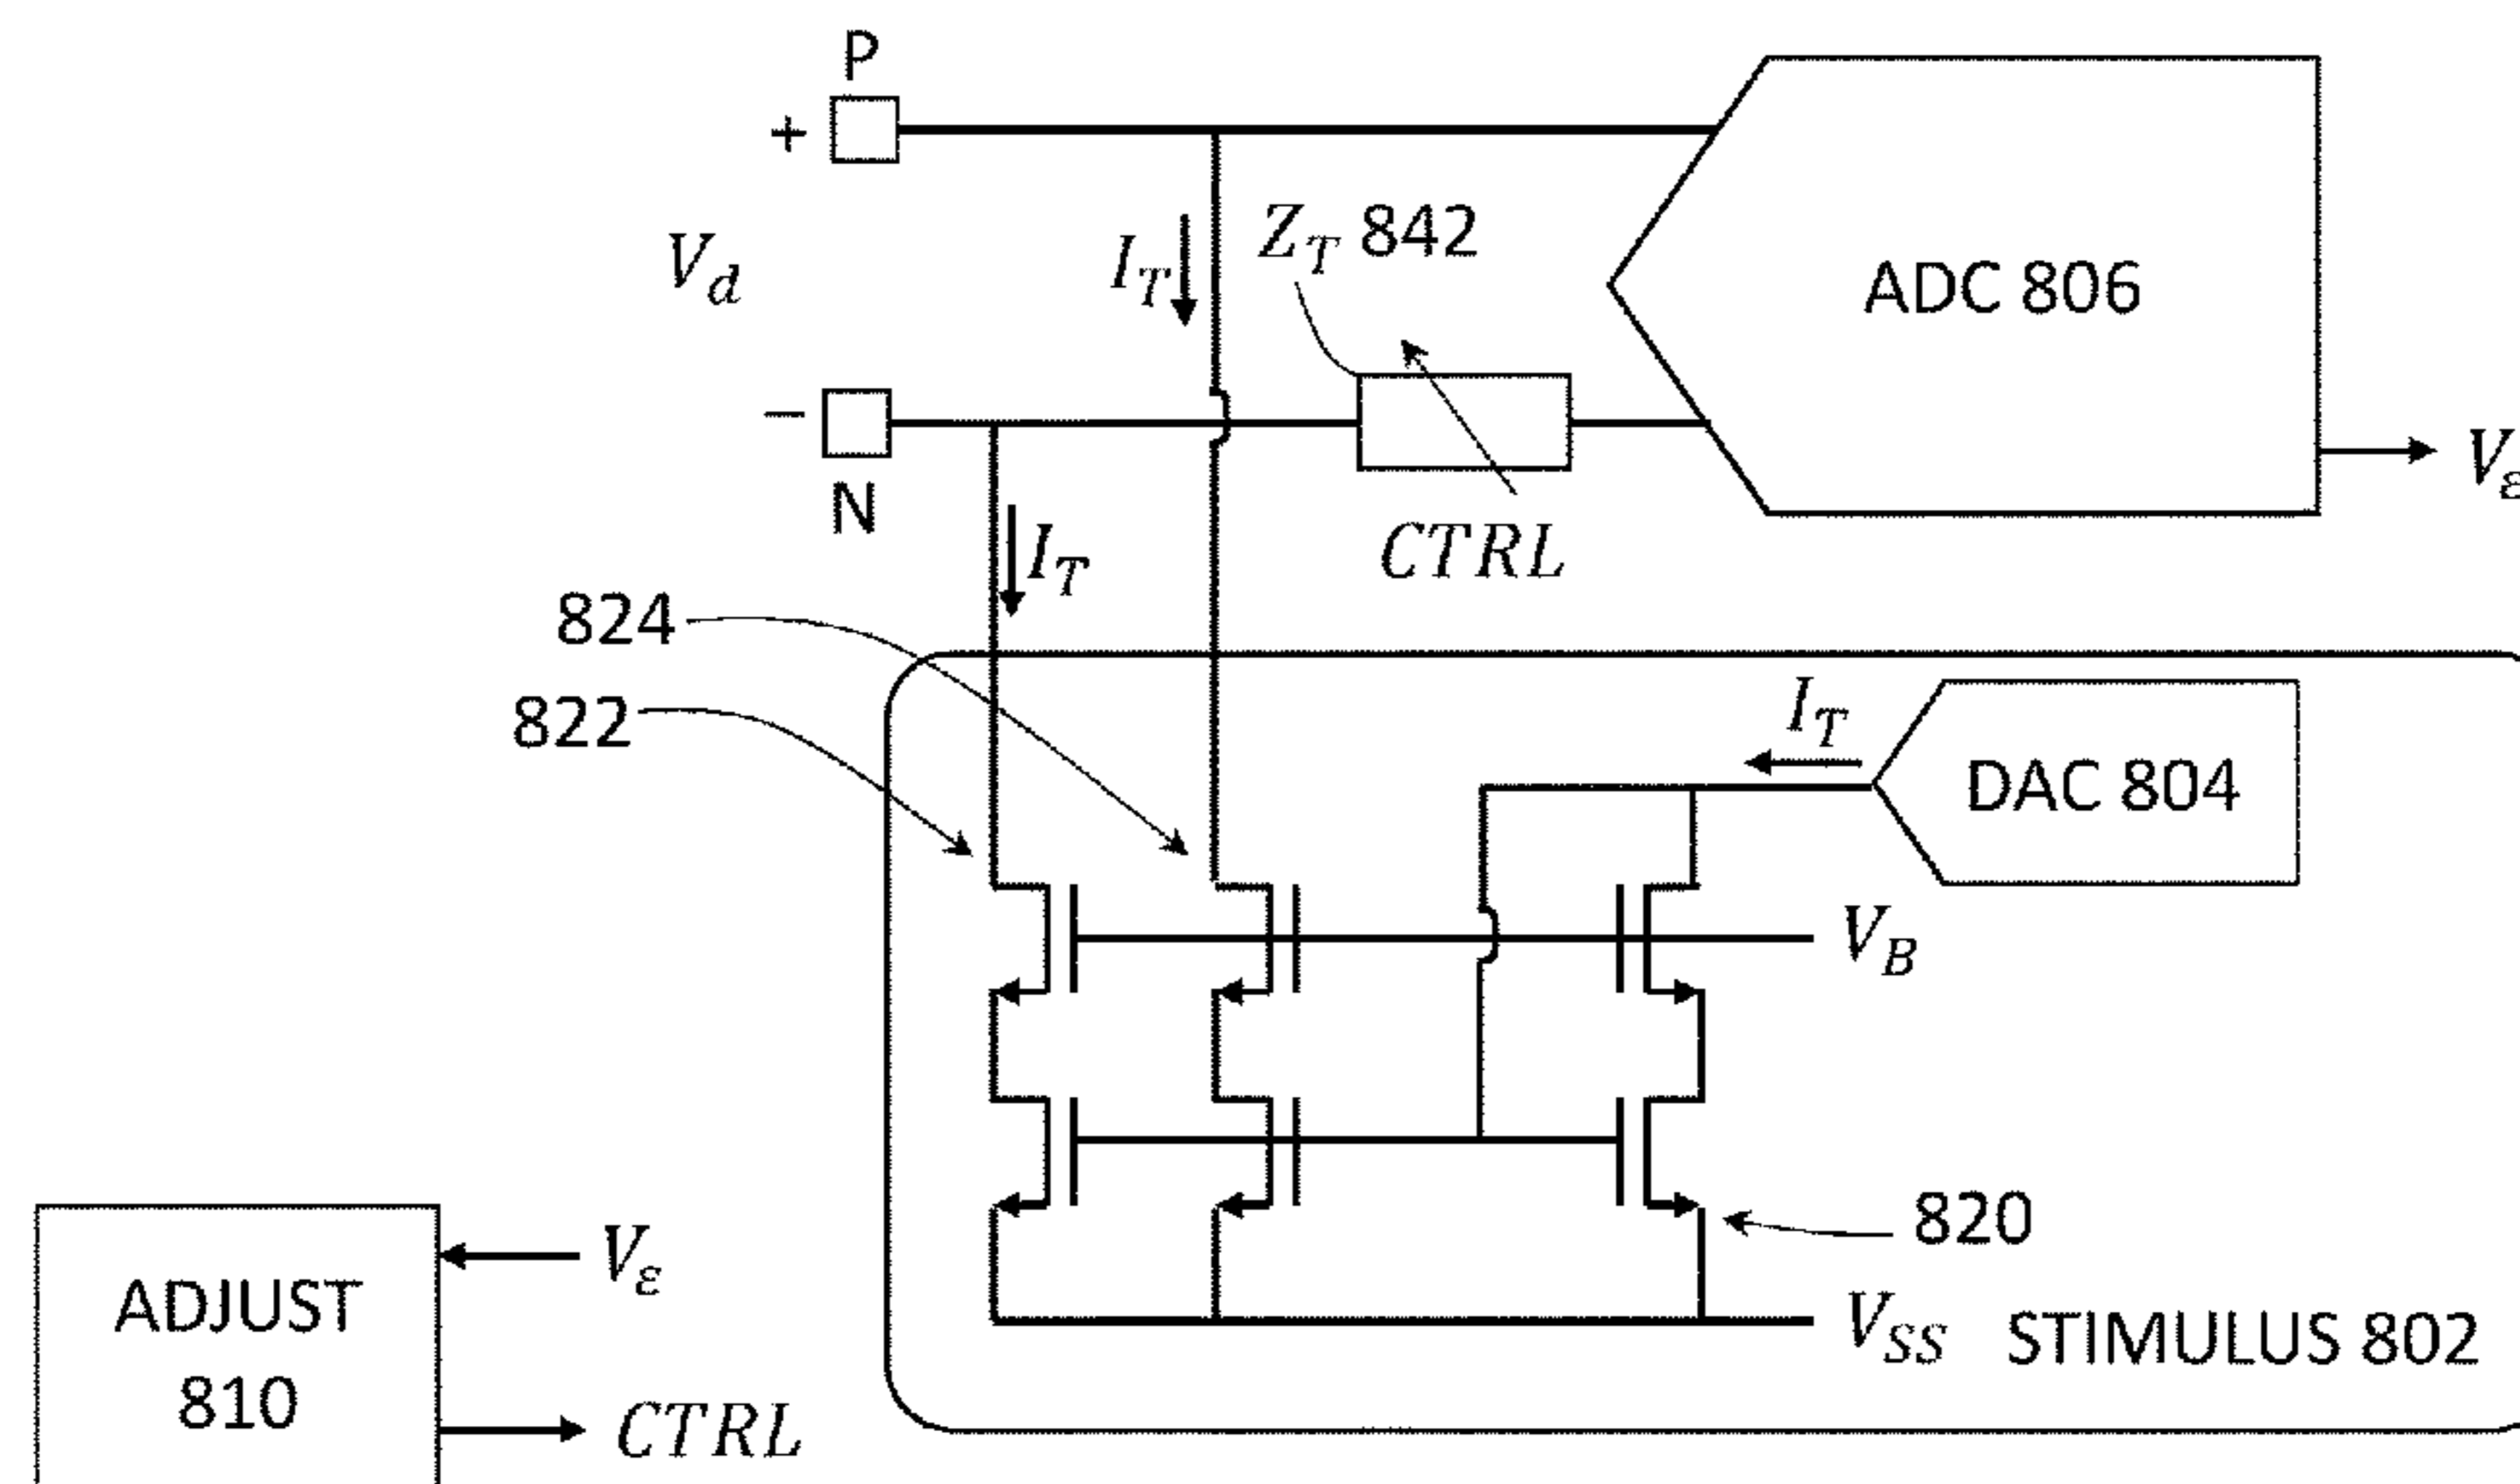 P
+
V_d
I_T
Z_T 842
ADC 806
−
N
V_ε
I_T
CTRL
824
822
I_T
DAC 804
V_B
820
V_SS
STIMULUS 802
ADJUST
810
V_ε
CTRL